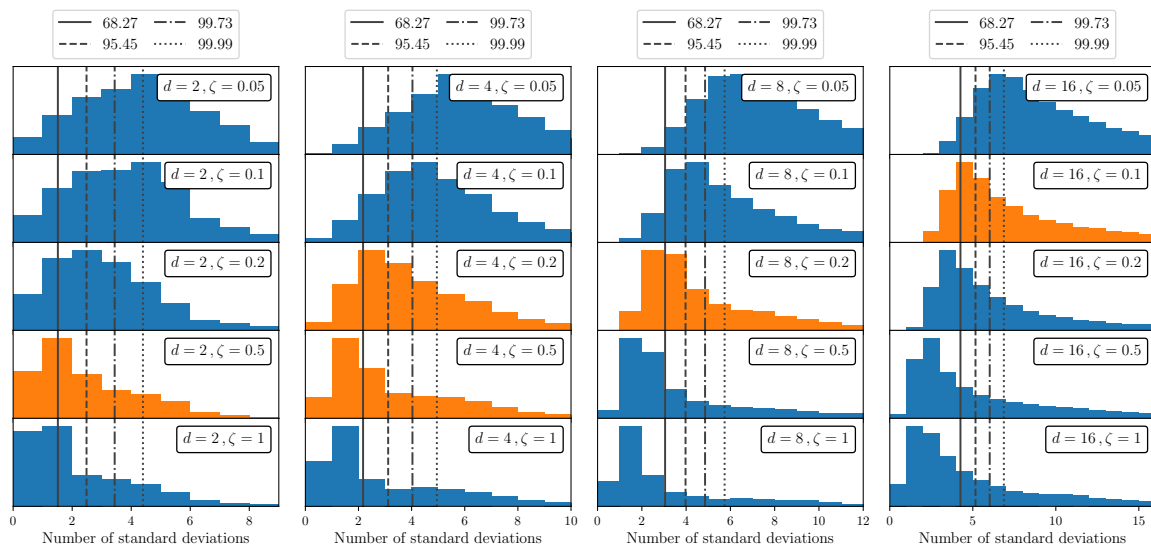 68.27 99.73 68.27 99.73 68.27 99.73 68.27 99.73
95.45 99.99 95.45 99.99 95.45 99.99 95.45 99.99
d = 2, ζ = 0.05 d = 4, ζ = 0.05 d = 8, ζ = 0.05 d = 16, ζ = 0.05
d = 2, ζ = 0.1 d = 4, ζ = 0.1 d = 8, ζ = 0.1 d = 16, ζ = 0.1
d = 2, ζ = 0.2 d = 4, ζ = 0.2 d = 8, ζ = 0.2 d = 16, ζ = 0.2
d = 2, ζ = 0.5 d = 4, ζ = 0.5 d = 8, ζ = 0.5 d = 16, ζ = 0.5
d = 2, ζ = 1 d = 4, ζ = 1 d = 8, ζ = 1 d = 16, ζ = 1
0 2 4 6 8 0 2 4 6 8 10 0 2 4 6 8 10 12 0 5 10 15
Number of standard deviations Number of standard deviations Number of standard deviations Number of standard deviations